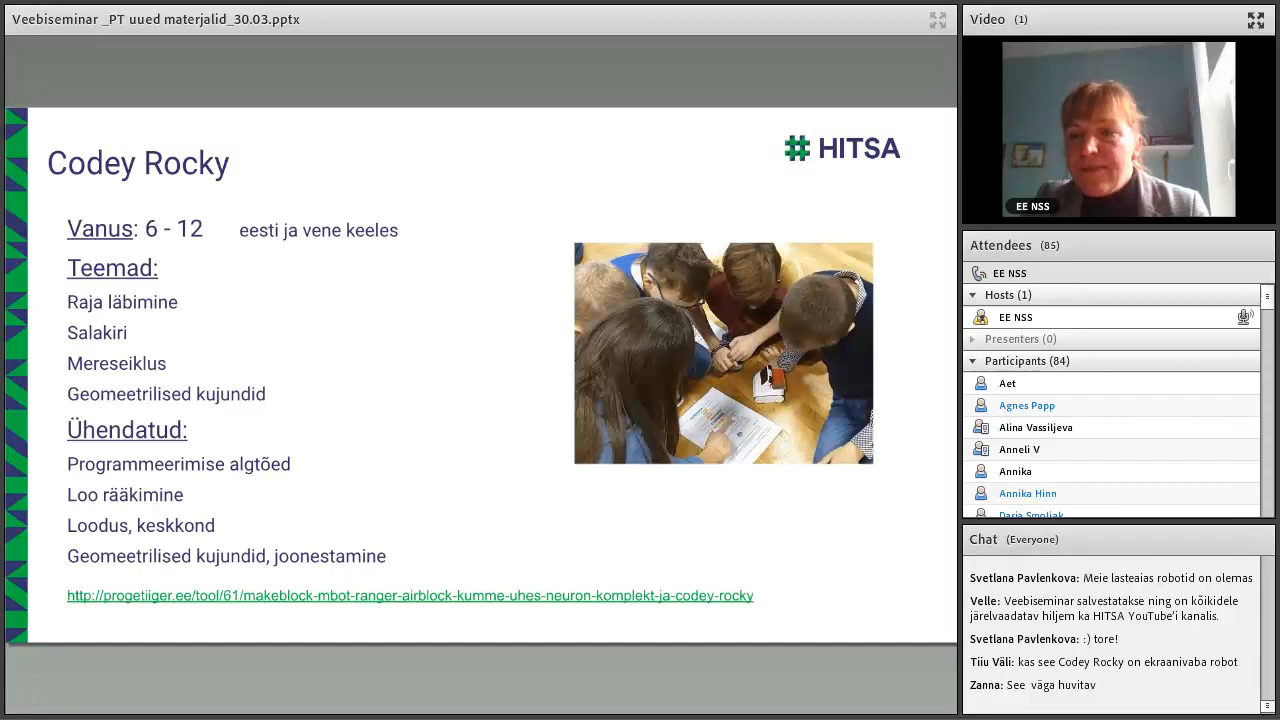 Veebiseminar _PT uued materjalid_30.03.pptx
# HITSA
Codey Rocky
Vanus: 6 - 12 eesti ja vene keeles
Teemad:
Raja läbimine
Salakiri
Mereseiklus
Geomeetrilised kujundid
Ühendatud:
Programmeerimise algtõed
Loo rääkimine
Loodus, keskkond
Geomeetrilised kujundid, joonestamine
http://progetiiger.ee/tool/61/makeblock-mbot-ranger-airblock-kumme-uhes-neuron-komplekt-ja-codey-rocky
Video (1)
EE NSS
Attendees (85)
EE NSS
Hosts (1)
EE NSS
Presenters (0)
Participants (84)
Aet
Agnes Papp
Alina Vassiljeva
Anneli V
Annika
Annika Hinn
Darja Smoljak
Chat (Everyone)
Svetlana Pavlenkova: Meie lasteaias robotid on olemas
Velle: Veebiseminar salvestatakse ning on kõikidele
järelvaadatav hiljem ka HITSA YouTube'i kanalis.
Svetlana Pavlenkova: :) tore!
Tiiu Väli: kas see Codey Rocky on ekraanivaba robot
Zanna: See väga huvitav